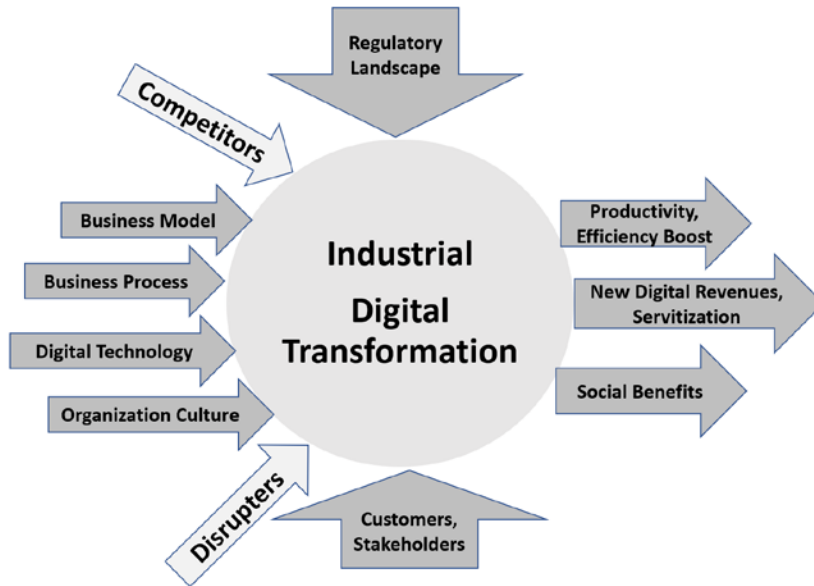 Regulatory
Landscape
Competitors
Business Model
Business Process
Digital Technology
Organization Culture
Disrupters
Industrial
Digital
Transformation
Productivity,
Efficiency Boost
New Digital Revenues,
Servitization
Social Benefits
Customers,
Stakeholders